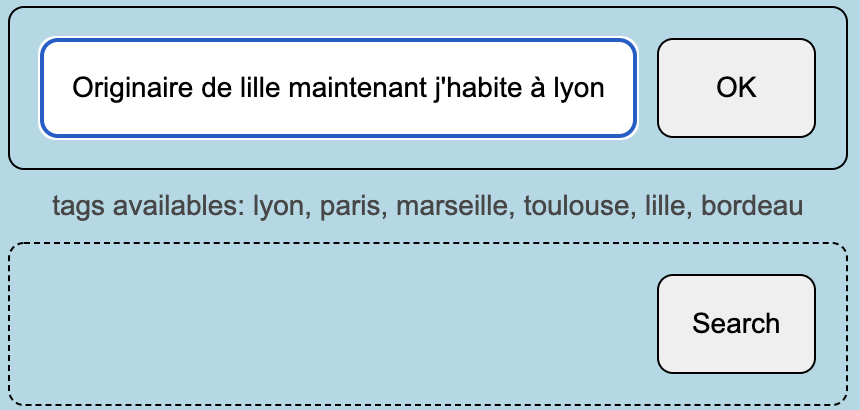 Originaire de lille maintenant j'habite à lyon
OK
tags availables: lyon, paris, marseille, toulouse, lille, bordeau
Search